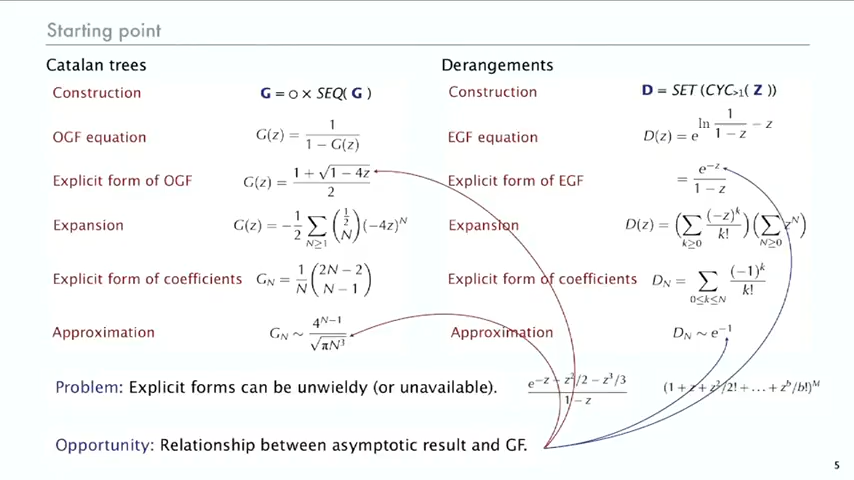 Starting point
Catalan trees
Construction G = ○ × SEQ( G )
OGF equation G(z) = 1 / (1 − G(z))
Explicit form of OGF G(z) = (1 + √(1 − 4z)) / 2
Expansion G(z) = −1/2 ∑_{N≥1} (1/2 choose N) (−4z)^N
Explicit form of coefficients G_N = 1/N (2N − 2 choose N − 1)
Approximation G_N ∼ 4^{N−1} / √(πN³)
Derangements
Construction D = SET (CYC>1( Z ))
EGF equation D(z) = e^{ln 1/(1 − z) − z}
Explicit form of EGF = e^{−z} / (1 − z)
Expansion D(z) = (∑_{k≥0} (−z)^k / k!) (∑_{N≥0} z^N)
Explicit form of coefficients D_N = ∑_{0≤k≤N} (−1)^k / k!
Approximation D_N ∼ e^{−1}
Problem: Explicit forms can be unwieldy (or unavailable). e^{−z − z²/2 − z³/3} / (1 − z) (1 + z + z²/2! + . . . + z^b/b!)^M
Opportunity: Relationship between asymptotic result and GF.
5